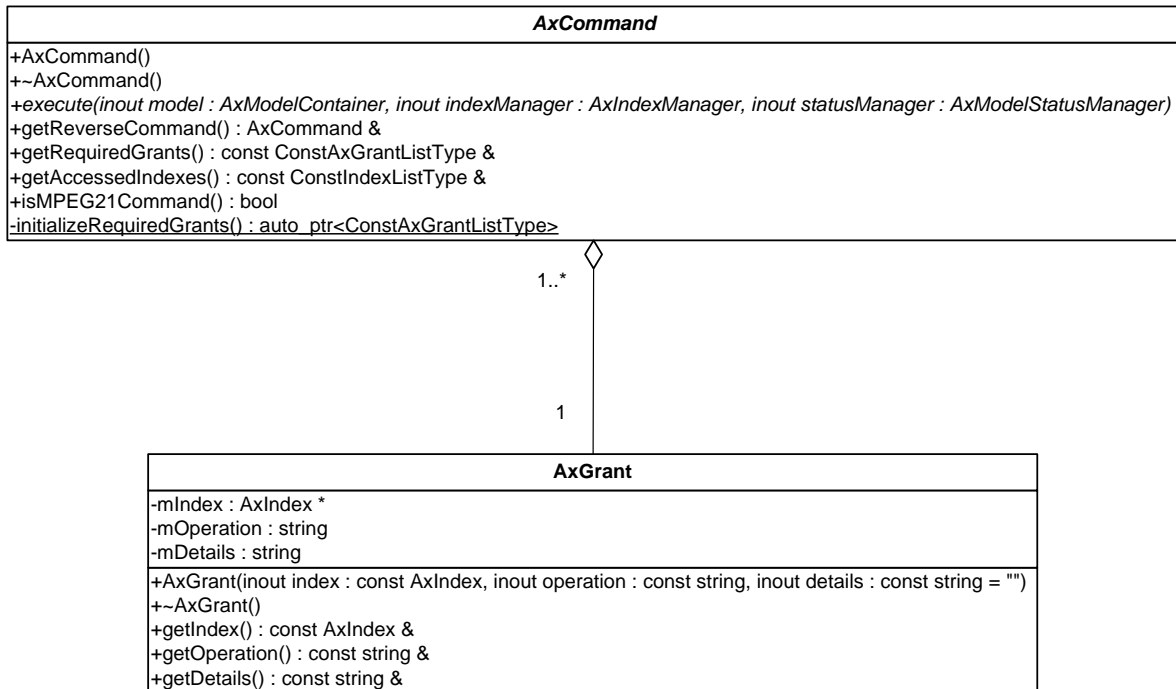 AxCommand
+AxCommand()
+~AxCommand()
+execute(inout model : AxModelContainer, inout indexManager : AxIndexManager, inout statusManager : AxModelStatusManager)
+getReverseCommand() : AxCommand &
+getRequiredGrants() : const ConstAxGrantListType &
+getAccessedIndexes() : const ConstIndexListType &
+isMPEG21Command() : bool
-initializeRequiredGrants() : auto_ptr<ConstAxGrantListType>
1..*
1
AxGrant
-mIndex : AxIndex *
-mOperation : string
-mDetails : string
+AxGrant(inout index : const AxIndex, inout operation : const string, inout details : const string = "")
+~AxGrant()
+getIndex() : const AxIndex &
+getOperation() : const string &
+getDetails() : const string &